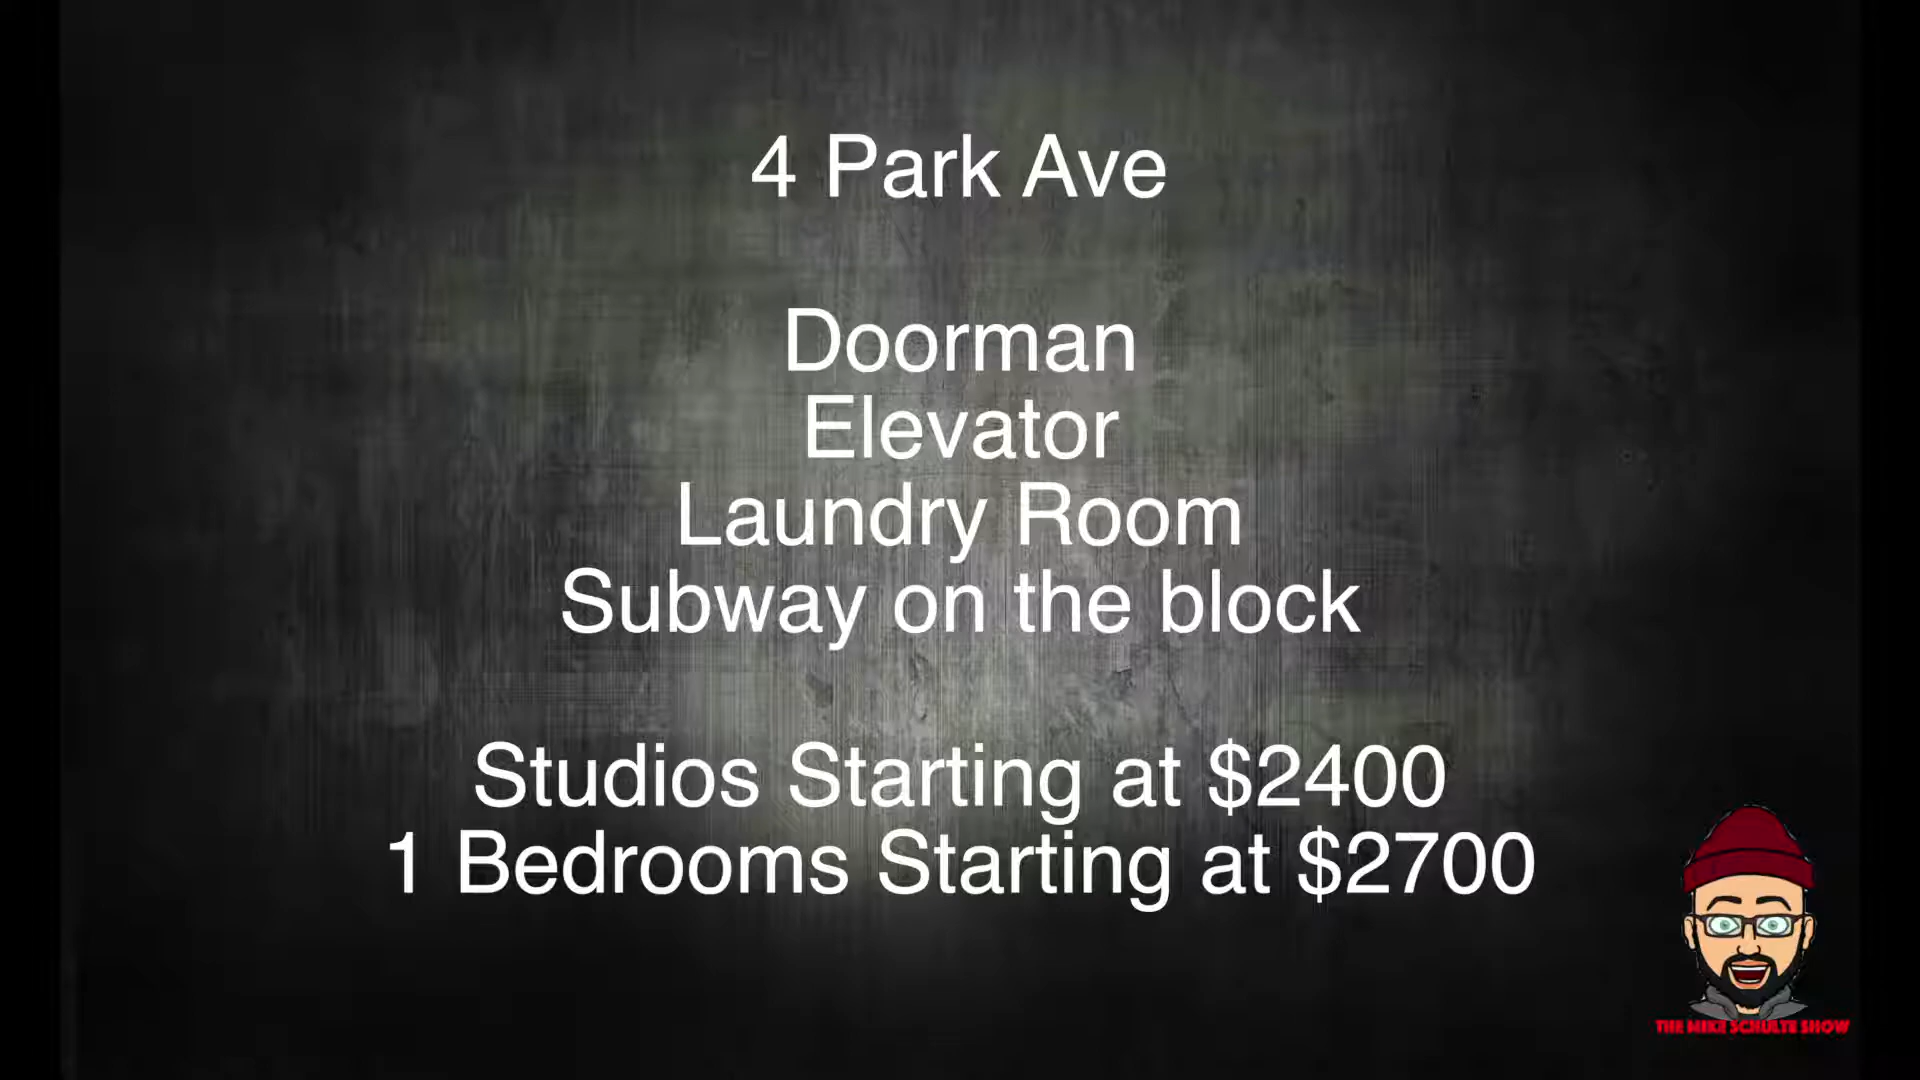 4 Park Ave
Doorman
Elevator
Laundry Room
Subway on the block
Studios Starting at $2400
1 Bedrooms Starting at $2700
THE MIKE SCHULTE SHOW